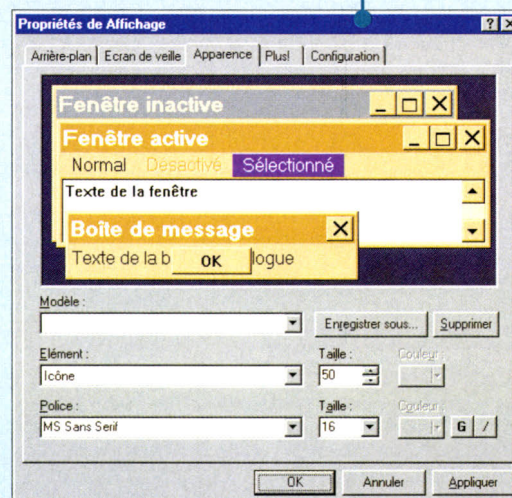 Propriétés de Affichage
Arrière-plan Ecran de veille Apparence Plus! Configuration
Fenêtre inactive
Fenêtre active
Normal Désactivé Sélectionné
Texte de la fenêtre
Boîte de message
Texte de la b OK logue
Modèle :
Enregistrer sous... Supprimer
Elément : Taille : Couleur
Icône 50
Police : Taille : Couleur
MS Sans Serif 16 G /
OK Annuler Appliquer